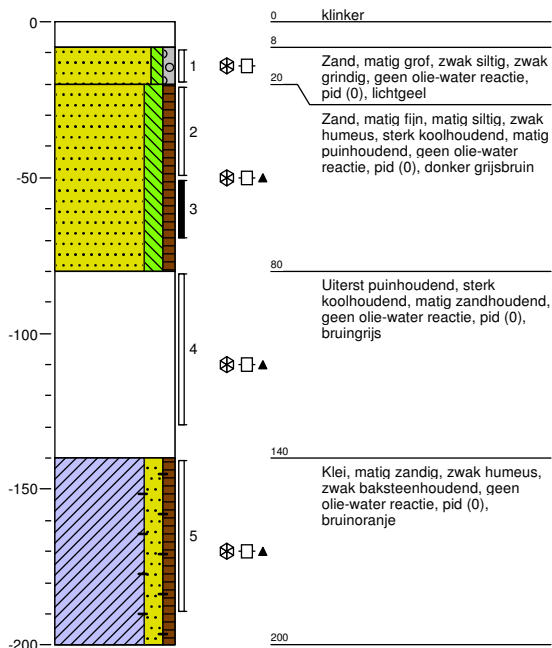 0
-50
-100
-150
-200
1
2
3
4
5
0
klinker
8
Zand, matig grof, zwak siltig, zwak
grindig, geen olie-water reactie,
pid (0), lichtgeel
20
Zand, matig fijn, matig siltig, zwak
humeus, sterk koolhoudend, matig
puinhoudend, geen olie-water
reactie, pid (0), donker grijsbruin
80
Uiterst puinhoudend, sterk
koolhoudend, matig zandhoudend,
geen olie-water reactie, pid (0),
bruingrijs
140
Klei, matig zandig, zwak humeus,
zwak baksteenhoudend, geen
olie-water reactie, pid (0),
bruinoranje
200